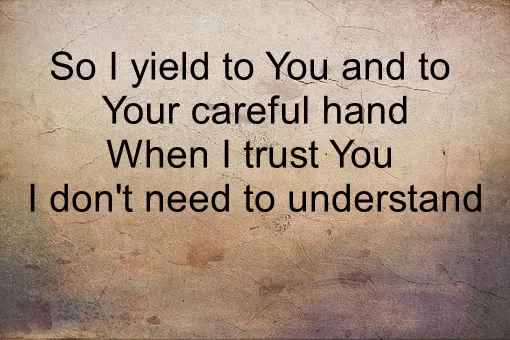 So I yield to You and to
Your careful hand
When I trust You
I don't need to understand